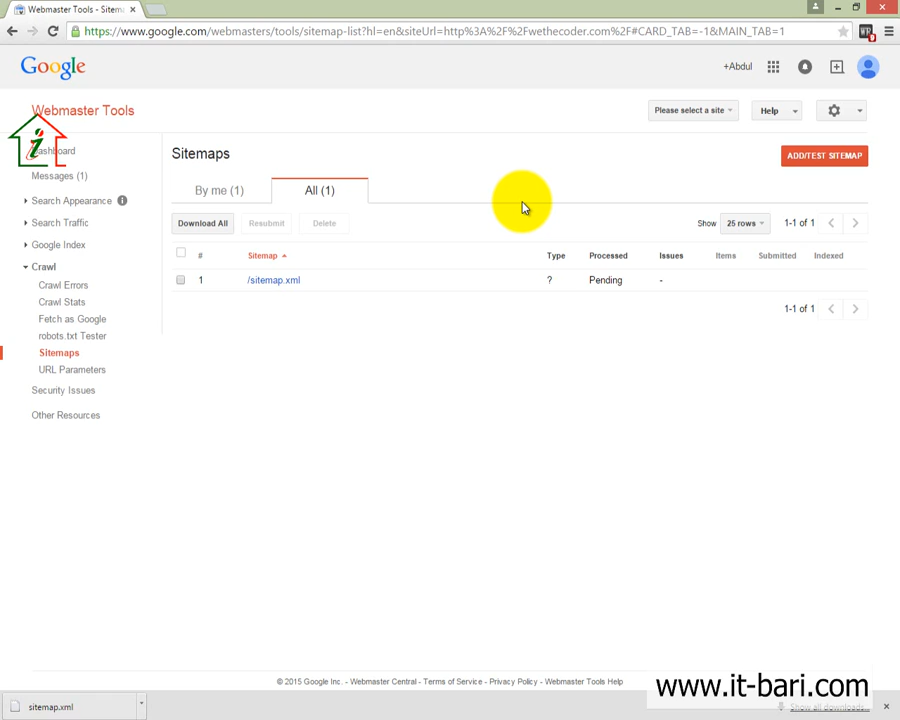 Webmaster Tools - Sitema
https://www.google.com/webmasters/tools/sitemap-list?hl=en&siteUrl=http%3A%2F%2Fwethecoder.com%2F#CARD_TAB=-1&MAIN_TAB=1
Google
+Abdul
Webmaster Tools
Please select a site
Help
Dashboard
Messages (1)
Search Appearance
Search Traffic
Google Index
Crawl
Crawl Errors
Crawl Stats
Fetch as Google
robots.txt Tester
Sitemaps
URL Parameters
Security Issues
Other Resources
Sitemaps
ADD/TEST SITEMAP
By me (1)
All (1)
Download All
Resubmit
Delete
Show
25 rows
1-1 of 1
# Sitemap Type Processed Issues Items Submitted Indexed
1 /sitemap.xml ? Pending -
1-1 of 1
© 2015 Google Inc. - Webmaster Central - Terms of Service - Privacy Policy - Webmaster Tools Help
www.it-bari.com
sitemap.xml
Show all downloads...